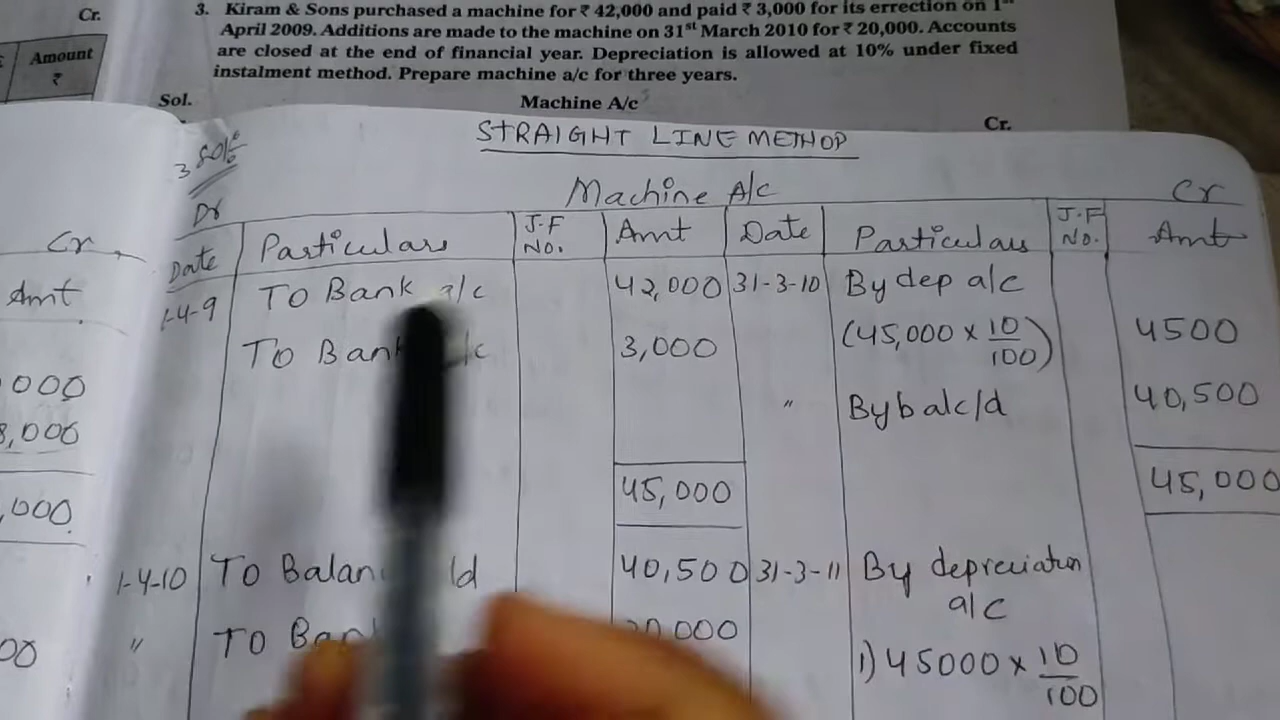 Cr.
Amount
₹
3. Kiram & Sons purchased a machine for ₹ 42,000 and paid ₹ 3,000 for its errection on 1st
April 2009. Additions are made to the machine on 31st March 2010 for ₹ 20,000. Accounts
are closed at the end of financial year. Depreciation is allowed at 10% under fixed
instalment method. Prepare machine a/c for three years.
Sol.
Machine A/c
Cr.
STRAIGHT LINE METHOD
3 Sol:
Machine A/c
Dr
Cr
Cr.
Date Particulars J.F No. Amt Date Particulars J.F No. Amt
Amt
1-4-9 To Bank a/c 42,000 31-3-10 By dep a/c
To Bank 3,000 (45,000 × 10/100) 4500
000
" By bal c/d 40,500
,000
45,000 45,000
,000
1-4-10 To 40,500 31-3-11 By depreciation
a/c
" To 000
00
1) 45000 × 10/100